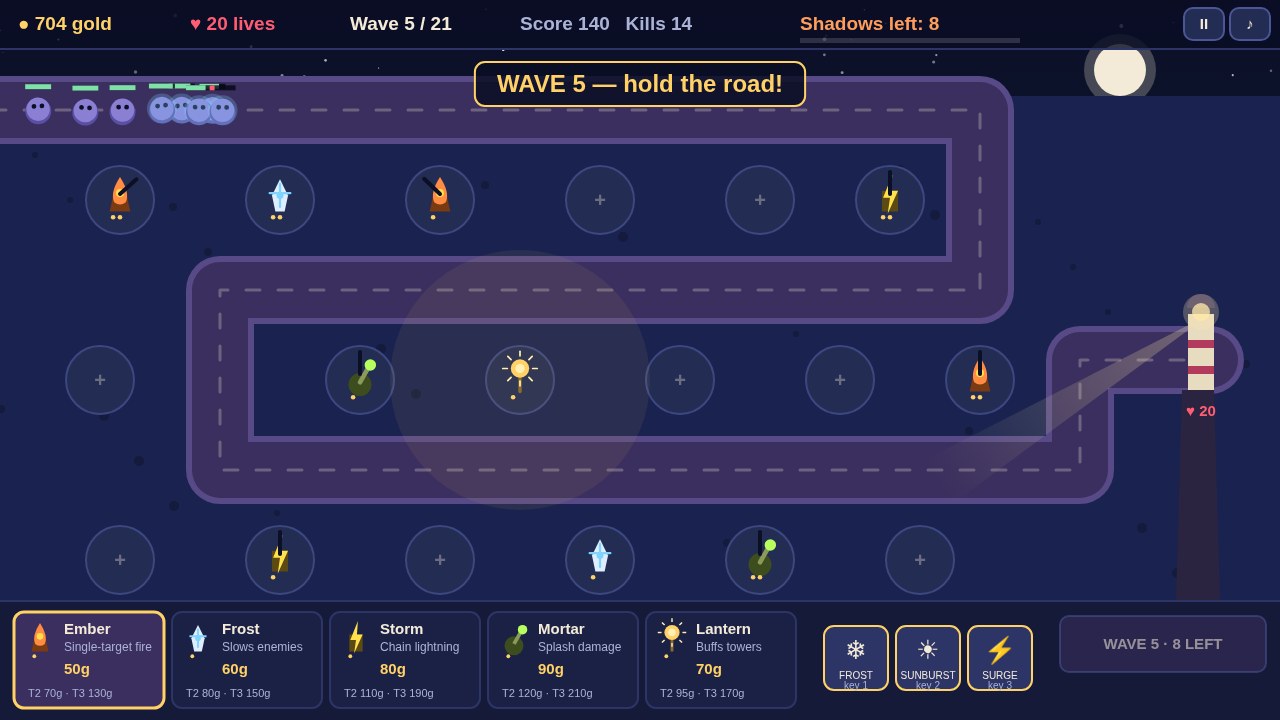 704 gold
♥ 20 lives
Wave 5 / 21
Score 140 Kills 14
Shadows left: 8
WAVE 5 — hold the road!
♥ 20
Ember
Single-target fire
50g
T2 70g · T3 130g
Frost
Slows enemies
60g
T2 80g · T3 150g
Storm
Chain lightning
80g
T2 110g · T3 190g
Mortar
Splash damage
90g
T2 120g · T3 210g
Lantern
Buffs towers
70g
T2 95g · T3 170g
FROST
key 1
SUNBURST
key 2
SURGE
key 3
WAVE 5 · 8 LEFT